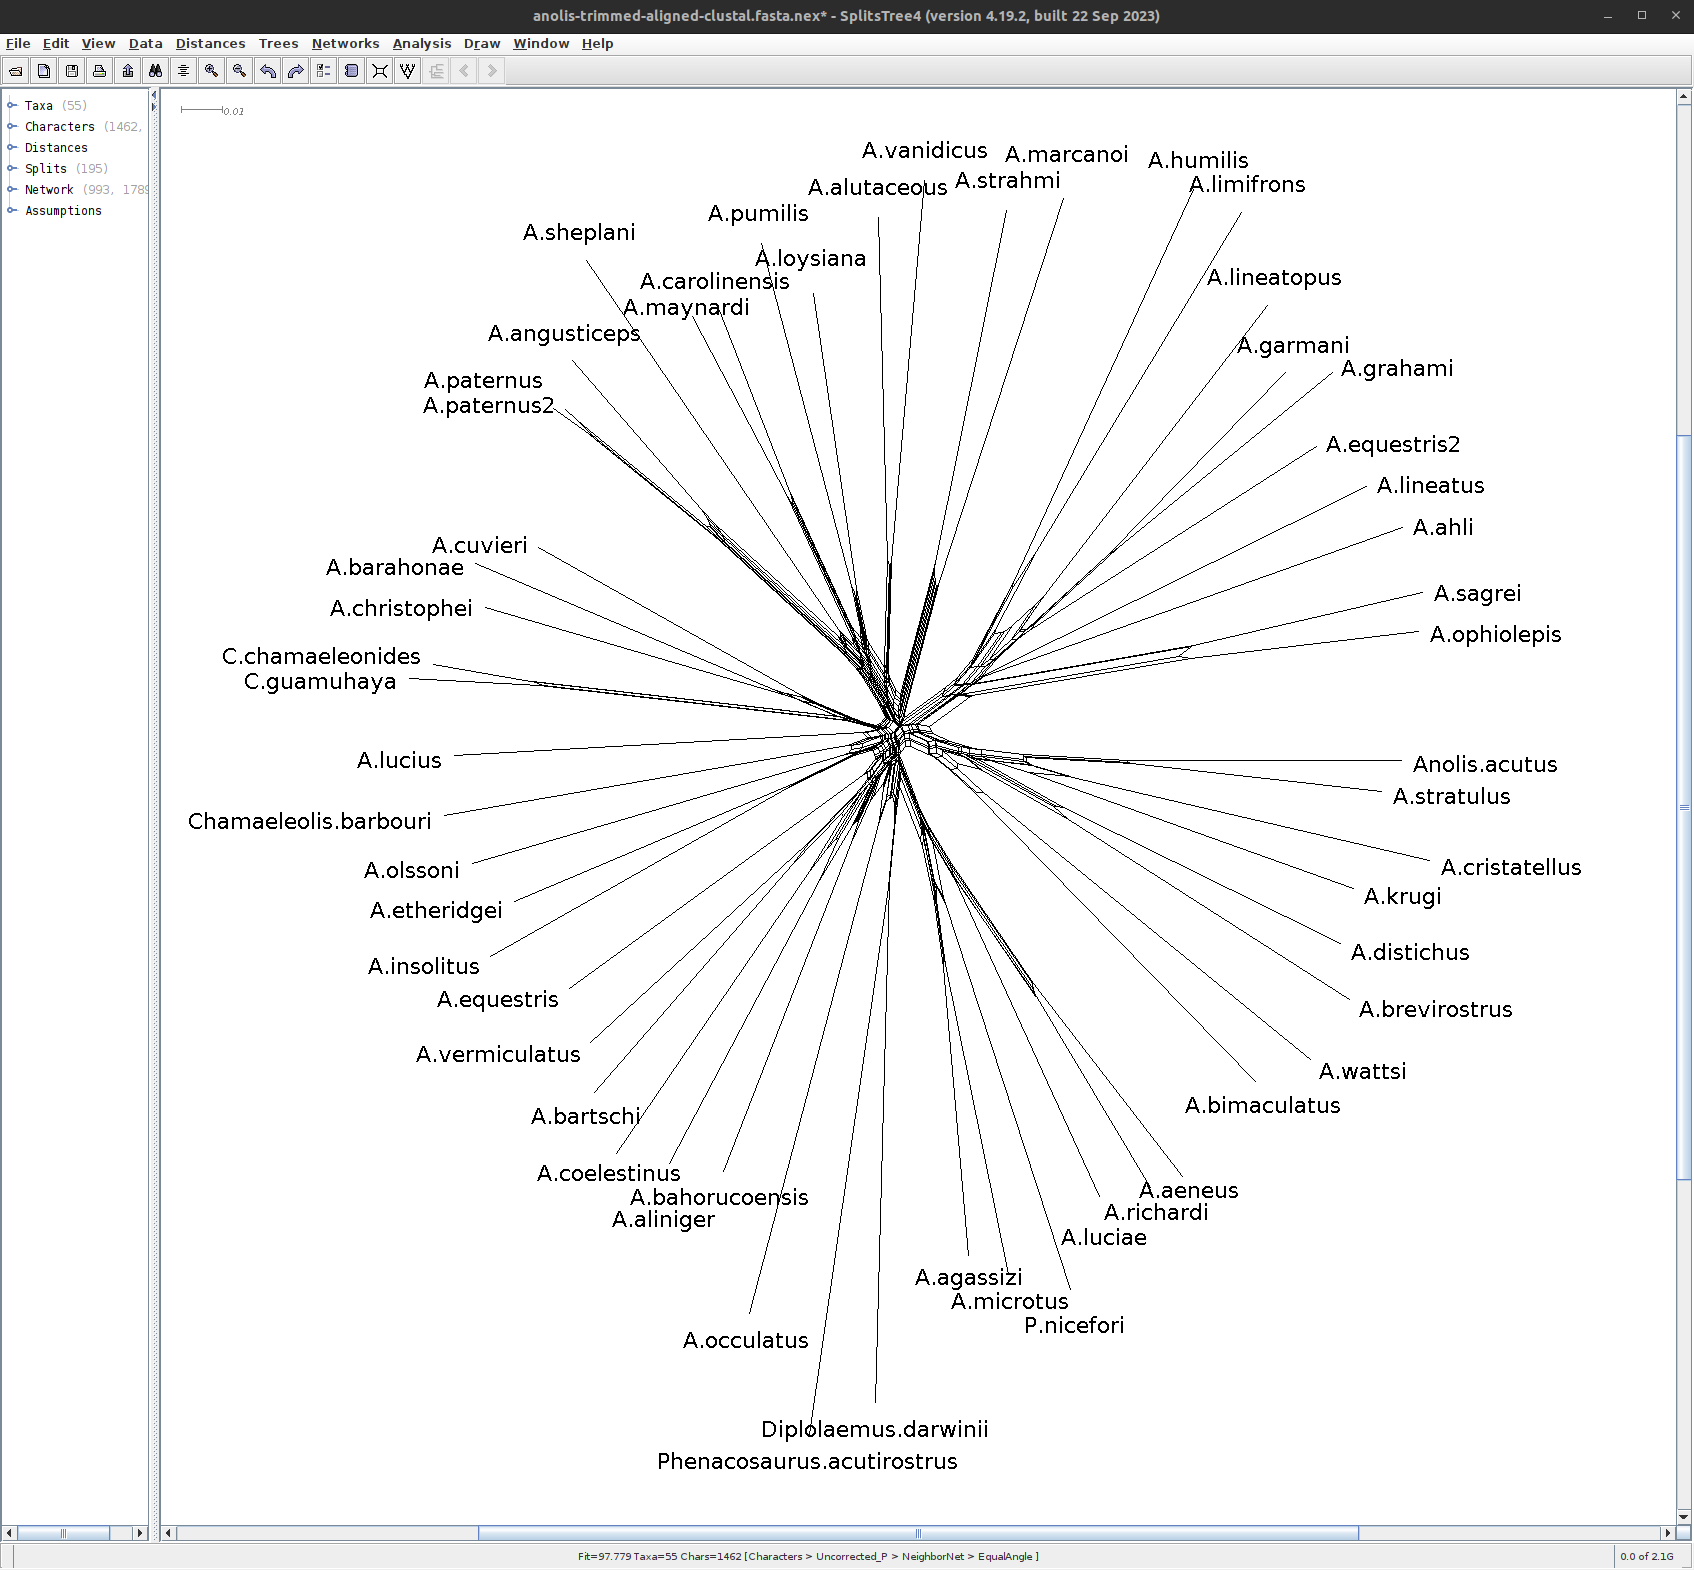 anolis-trimmed-aligned-clustal.fasta.nex* - SplitsTree4 (version 4.19.2, built 22 Sep 2023)
File Edit View Data Distances Trees Networks Analysis Draw Window Help
Taxa (55)
Characters (1462,
Distances
Splits (195)
Network (993, 1789
Assumptions
0.01
A.vanidicus
A.marcanoi
A.humilis
A.alutaceous
A.strahmi
A.limifrons
A.pumilis
A.sheplani
A.loysiana
A.carolinensis
A.lineatopus
A.maynardi
A.angusticeps
A.garmani
A.grahami
A.paternus
A.paternus2
A.equestris2
A.lineatus
A.ahli
A.cuvieri
A.barahonae
A.christophei
A.sagrei
A.ophiolepis
C.chamaeleonides
C.guamuhaya
A.lucius
Anolis.acutus
A.stratulus
Chamaeleolis.barbouri
A.olssoni
A.cristatellus
A.krugi
A.etheridgei
A.distichus
A.insolitus
A.equestris
A.brevirostrus
A.vermiculatus
A.wattsi
A.bimaculatus
A.bartschi
A.coelestinus
A.aeneus
A.bahorucoensis
A.richardi
A.aliniger
A.luciae
A.agassizi
A.microtus
P.nicefori
A.occulatus
Diplolaemus.darwinii
Phenacosaurus.acutirostrus
Fit=97.779 Taxa=55 Chars=1462 [Characters > Uncorrected_P > NeighborNet > EqualAngle ]
0.0 of 2.1G